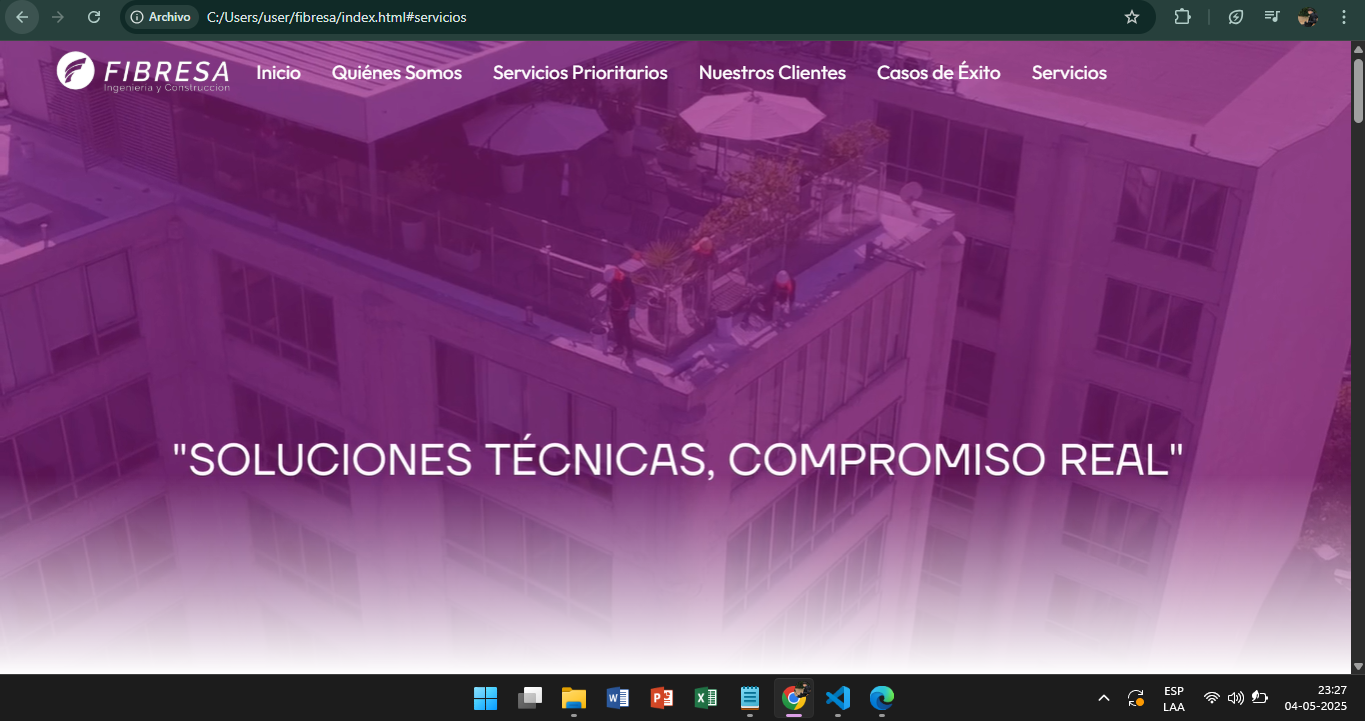 Archivo C:/Users/user/fibresa/index.html#servicios
FIBRESA
Ingeniería y Construcción
Inicio Quiénes Somos Servicios Prioritarios Nuestros Clientes Casos de Éxito Servicios
"SOLUCIONES TÉCNICAS, COMPROMISO REAL"
ESP
LAA
23:27
04-05-2025